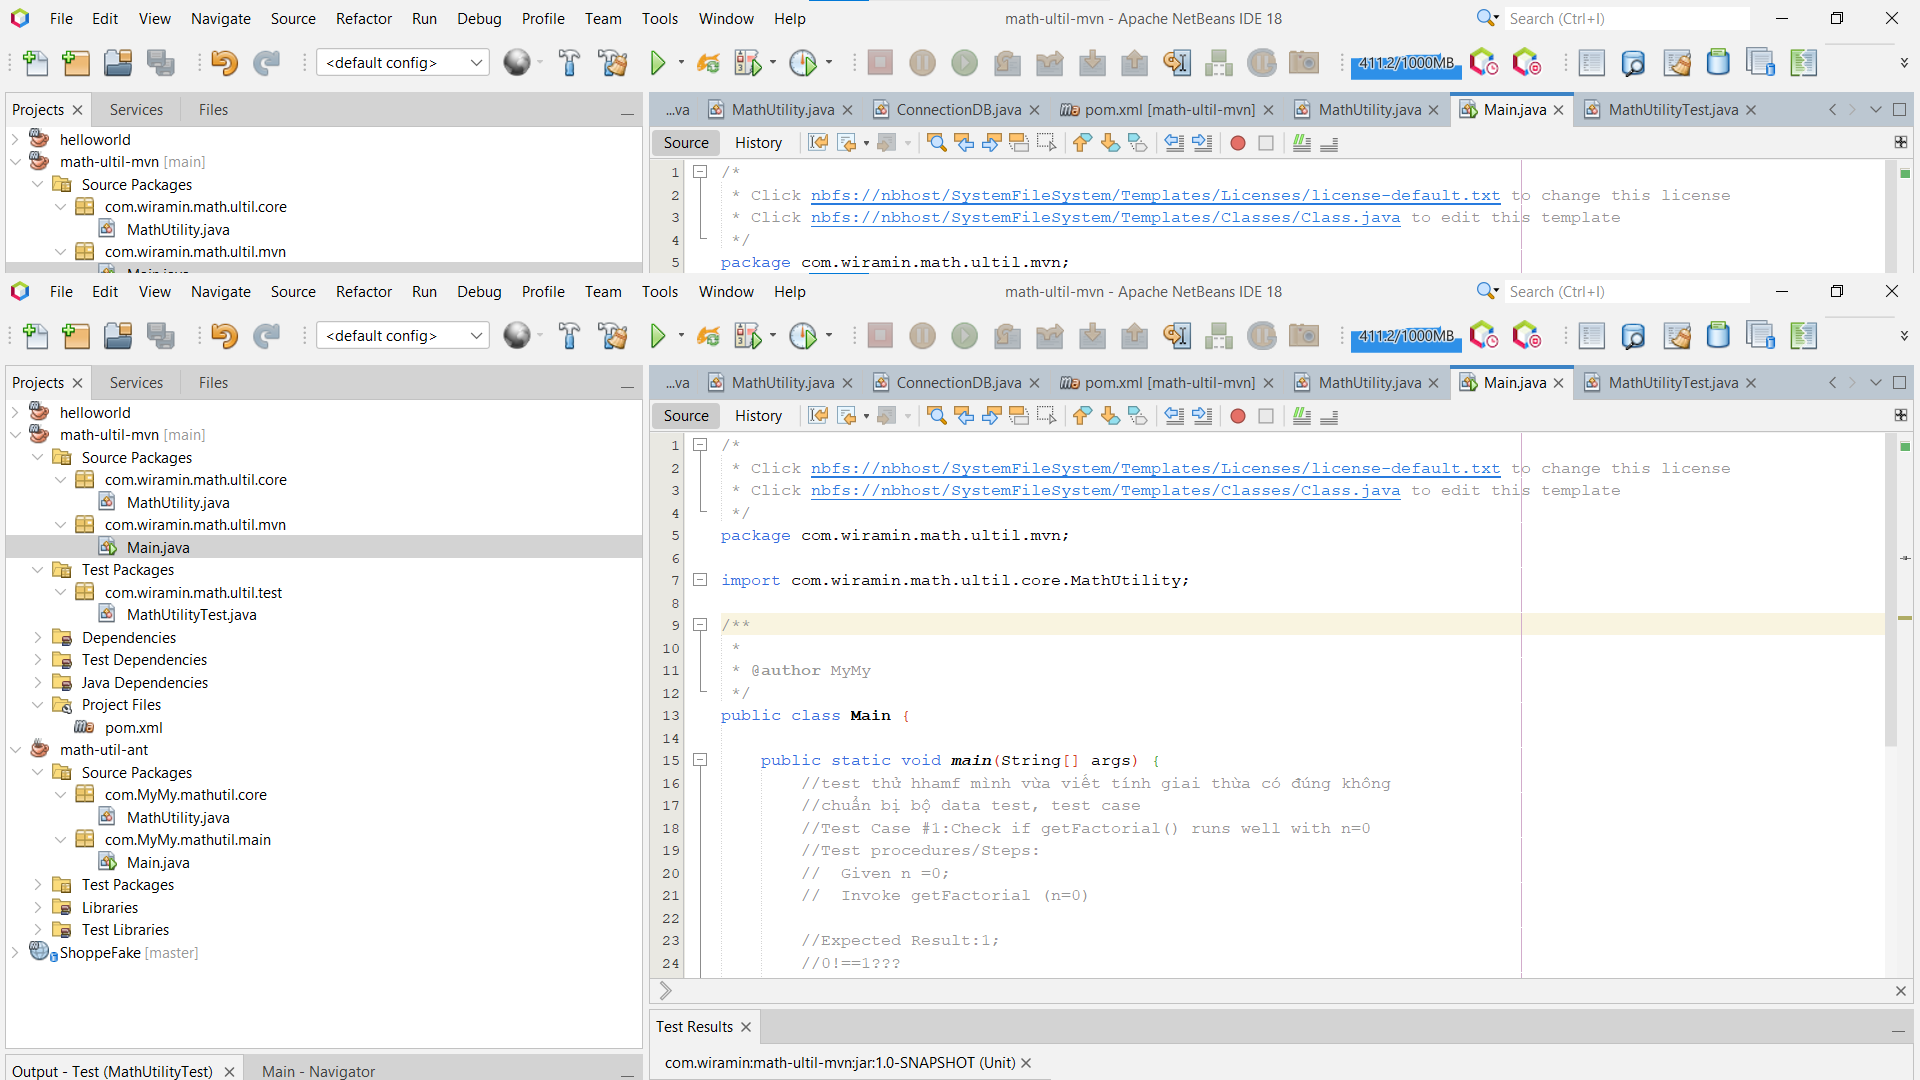 File Edit View Navigate Source Refactor Run Debug Profile Team Tools Window Help math-ultil-mvn - Apache NetBeans IDE 18 Search (Ctrl+I)
<default config> 411.2/1000MB
Projects Services Files
...va MathUtility.java ConnectionDB.java pom.xml [math-ultil-mvn] MathUtility.java Main.java MathUtilityTest.java
Source History
helloworld
math-ultil-mvn [main]
Source Packages
com.wiramin.math.ultil.core
MathUtility.java
com.wiramin.math.ultil.mvn
Main.java
1 /*
2 * Click nbfs://nbhost/SystemFileSystem/Templates/Licenses/license-default.txt to change this license
3 * Click nbfs://nbhost/SystemFileSystem/Templates/Classes/Class.java to edit this template
4 */
5 package com.wiramin.math.ultil.mvn;
File Edit View Navigate Source Refactor Run Debug Profile Team Tools Window Help math-ultil-mvn - Apache NetBeans IDE 18 Search (Ctrl+I)
<default config> 411.2/1000MB
Projects Services Files
...va MathUtility.java ConnectionDB.java pom.xml [math-ultil-mvn] MathUtility.java Main.java MathUtilityTest.java
Source History
helloworld
math-ultil-mvn [main]
Source Packages
com.wiramin.math.ultil.core
MathUtility.java
com.wiramin.math.ultil.mvn
Main.java
Test Packages
com.wiramin.math.ultil.test
MathUtilityTest.java
Dependencies
Test Dependencies
Java Dependencies
Project Files
pom.xml
math-util-ant
Source Packages
com.MyMy.mathutil.core
MathUtility.java
com.MyMy.mathutil.main
Main.java
Test Packages
Libraries
Test Libraries
ShoppeFake [master]
1 /*
2 * Click nbfs://nbhost/SystemFileSystem/Templates/Licenses/license-default.txt to change this license
3 * Click nbfs://nbhost/SystemFileSystem/Templates/Classes/Class.java to edit this template
4 */
5 package com.wiramin.math.ultil.mvn;
6
7 import com.wiramin.math.ultil.core.MathUtility;
8
9 /**
10 *
11 * @author MyMy
12 */
13 public class Main {
14
15 public static void main(String[] args) {
16 //test thử hhamf mình vừa viết tính giai thừa có đúng không
17 //chuẩn bị bộ data test, test case
18 //Test Case #1:Check if getFactorial() runs well with n=0
19 //Test procedures/Steps:
20 // Given n =0;
21 // Invoke getFactorial (n=0)
22
23 //Expected Result:1;
24 //0!==1???
Test Results
com.wiramin:math-ultil-mvn:jar:1.0-SNAPSHOT (Unit)
Output - Test (MathUtilityTest) Main - Navigator